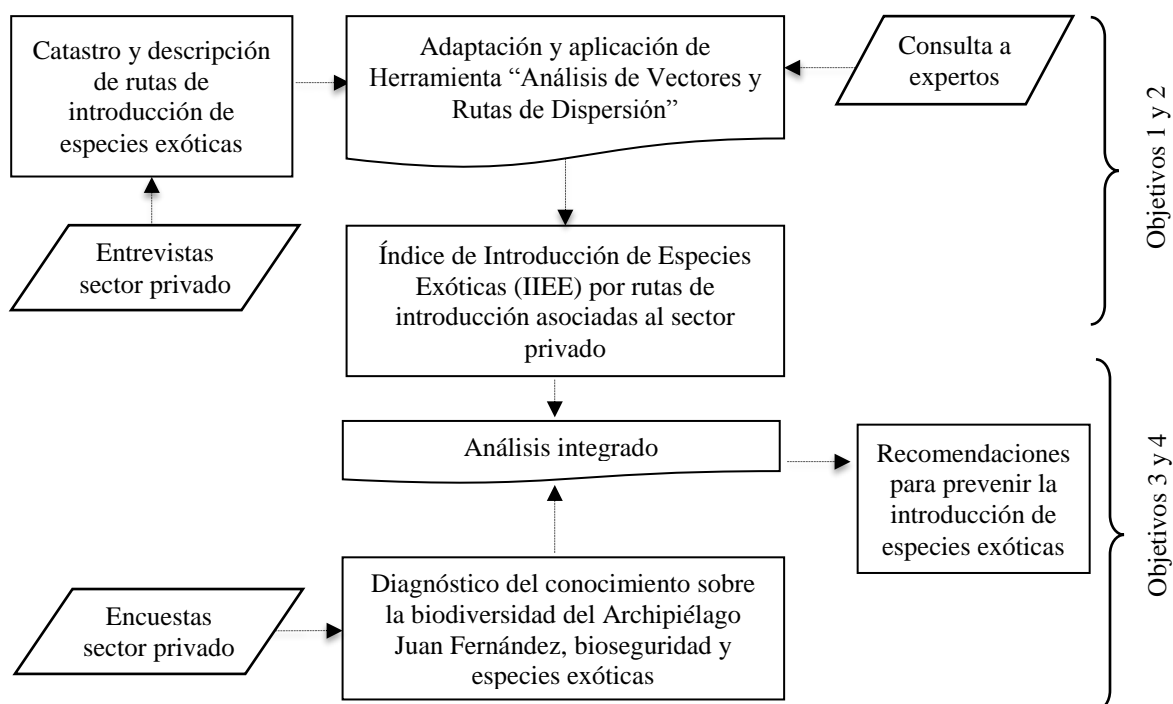 Catastro y descripción
de rutas de
introducción de
especies exóticas
Adaptación y aplicación de
Herramienta “Análisis de Vectores y
Rutas de Dispersión”
Consulta a
expertos
Objetivos 1 y 2
Entrevistas
sector privado
Índice de Introducción de Especies
Exóticas (IIEE) por rutas de
introducción asociadas al sector
privado
Análisis integrado
Recomendaciones
para prevenir la
introducción de
especies exóticas
Objetivos 3 y 4
Encuestas
sector privado
Diagnóstico del conocimiento sobre
la biodiversidad del Archipiélago
Juan Fernández, bioseguridad y
especies exóticas